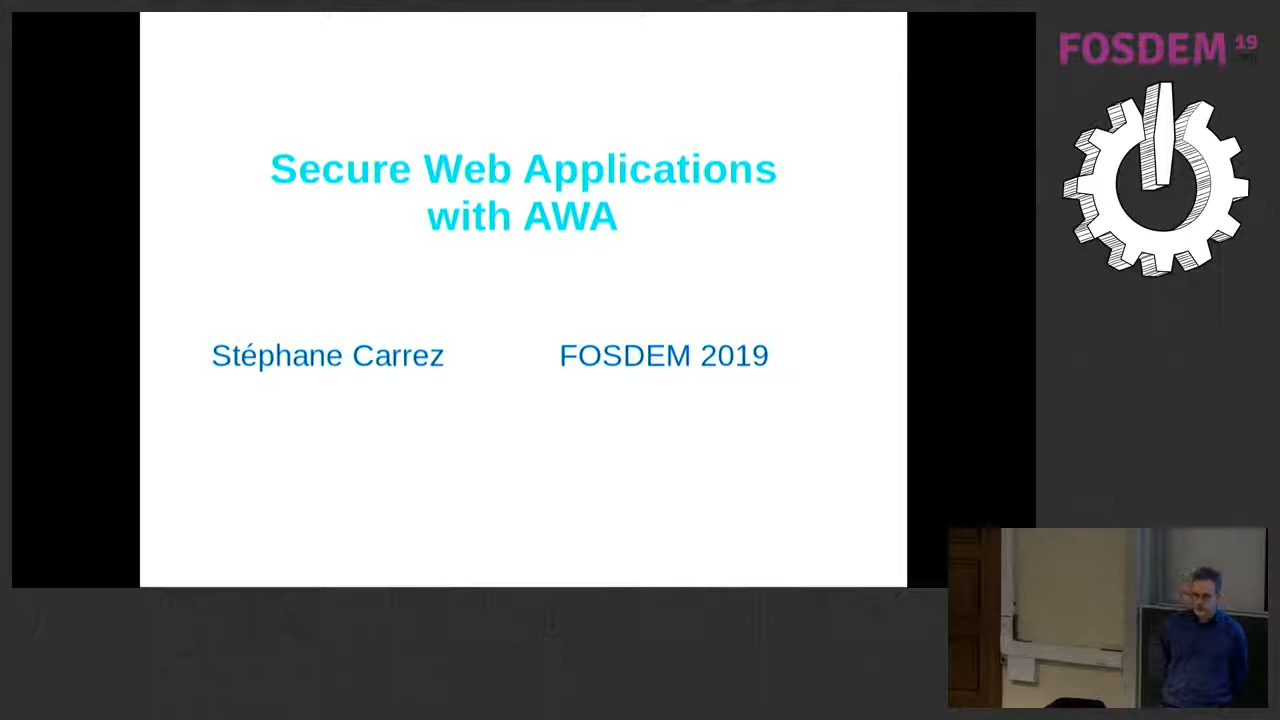 FOSDEM 19
Secure Web Applications
with AWA
Stéphane Carrez
FOSDEM 2019